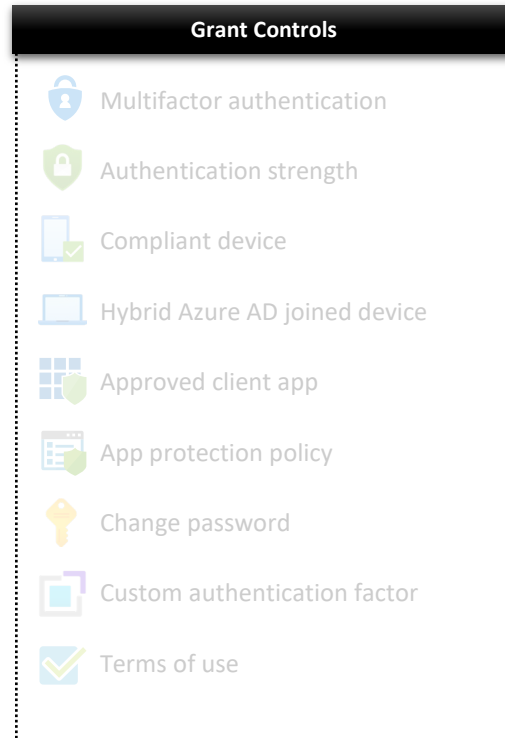 Grant Controls
Multifactor authentication
Authentication strength
Compliant device
Hybrid Azure AD joined device
Approved client app
App protection policy
Change password
Custom authentication factor
Terms of use